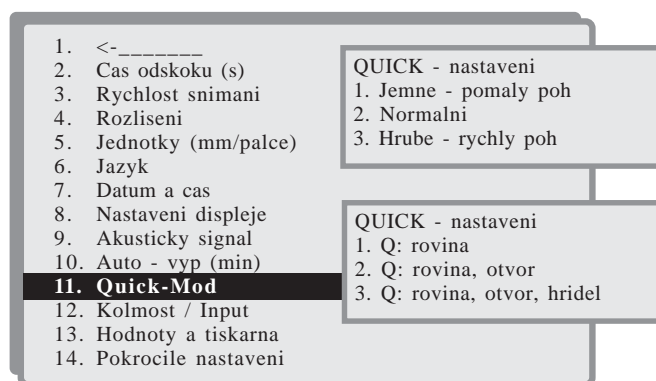 1. <-_______
2. Cas odskoku (s)
3. Rychlost snimani
4. Rozliseni
5. Jednotky (mm/palce)
6. Jazyk
7. Datum a cas
8. Nastaveni displeje
9. Akusticky signal
10. Auto - vyp (min)
11. Quick-Mod
12. Kolmost / Input
13. Hodnoty a tiskarna
14. Pokrocile nastaveni
QUICK - nastaveni
1. Jemne - pomaly poh
2. Normalni
3. Hrube - rychly poh
QUICK - nastaveni
1. Q: rovina
2. Q: rovina, otvor
3. Q: rovina, otvor, hridel